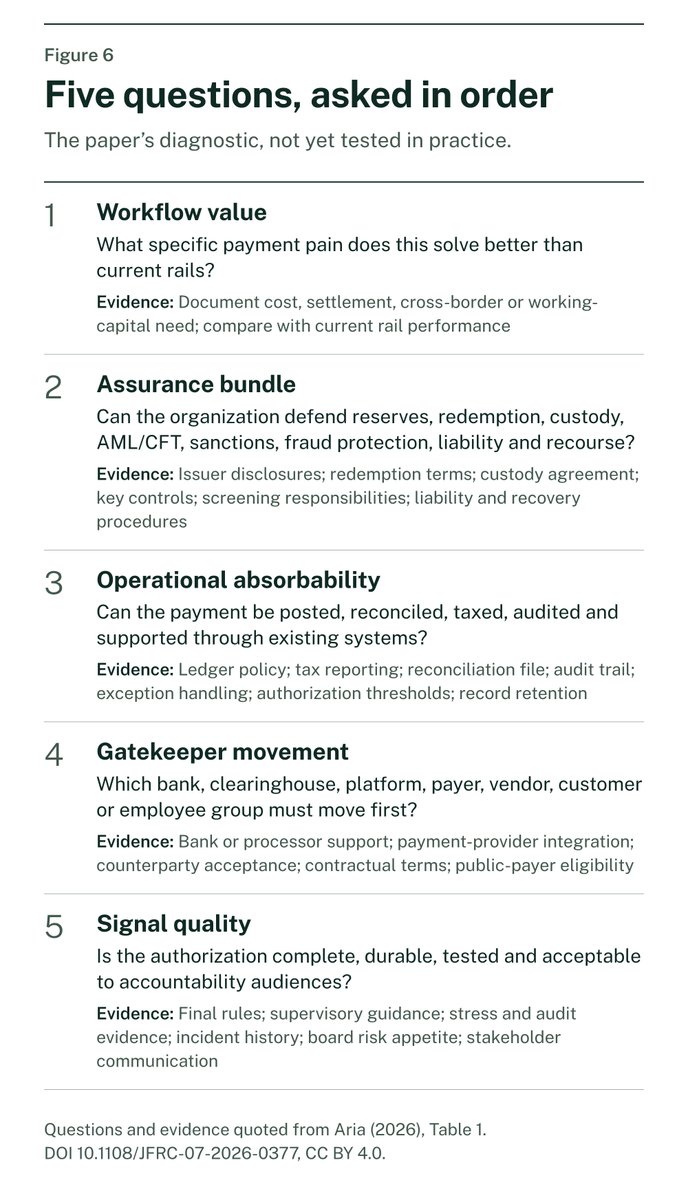 Figure 6
Five questions, asked in order
The paper’s diagnostic, not yet tested in practice.
1
Workflow value
What specific payment pain does this solve better than
current rails?
Evidence: Document cost, settlement, cross-border or working-
capital need; compare with current rail performance
2
Assurance bundle
Can the organization defend reserves, redemption, custody,
AML/CFT, sanctions, fraud protection, liability and recourse?
Evidence: Issuer disclosures; redemption terms; custody agreement;
key controls; screening responsibilities; liability and recovery
procedures
3
Operational absorbability
Can the payment be posted, reconciled, taxed, audited and
supported through existing systems?
Evidence: Ledger policy; tax reporting; reconciliation file; audit trail;
exception handling; authorization thresholds; record retention
4
Gatekeeper movement
Which bank, clearinghouse, platform, payer, vendor, customer
or employee group must move first?
Evidence: Bank or processor support; payment-provider integration;
counterparty acceptance; contractual terms; public-payer eligibility
5
Signal quality
Is the authorization complete, durable, tested and acceptable
to accountability audiences?
Evidence: Final rules; supervisory guidance; stress and audit
evidence; incident history; board risk appetite; stakeholder
communication
Questions and evidence quoted from Aria (2026), Table 1.
DOI 10.1108/JFRC-07-2026-0377, CC BY 4.0.